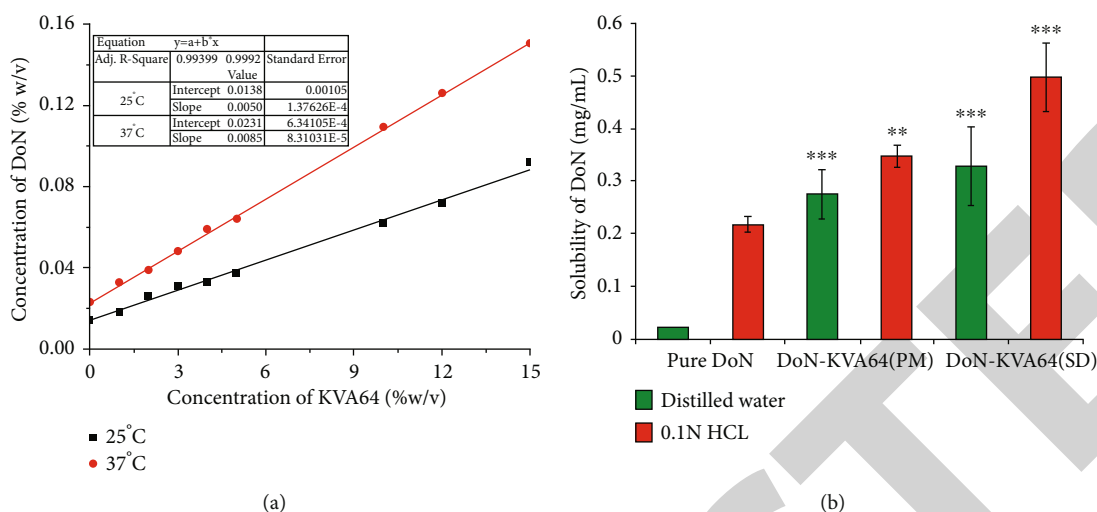 (a)
0.16
0.12
0.08
0.04
0.00
Concentration of DoN (% w/v)
Equation y=a+b*x
Adj. R-Square 0.99399 0.9992 Standard Error
Value
25°C Intercept 0.0138 0.00105
Slope 0.0050 1.37626E-4
37°C Intercept 0.0231 6.34105E-4
Slope 0.0085 8.31031E-5
0 3 6 9 12 15
Concentration of KVA64 (%w/v)
25°C
37°C
(a)
b)
0.6
0.5
0.4
0.3
0.2
0.1
0
Solubility of DoN (mg/mL)
*** ** *** ***
Pure DoN DoN-KVA64(PM) DoN-KVA64(SD)
Distilled water
0.1N HCL
(b)